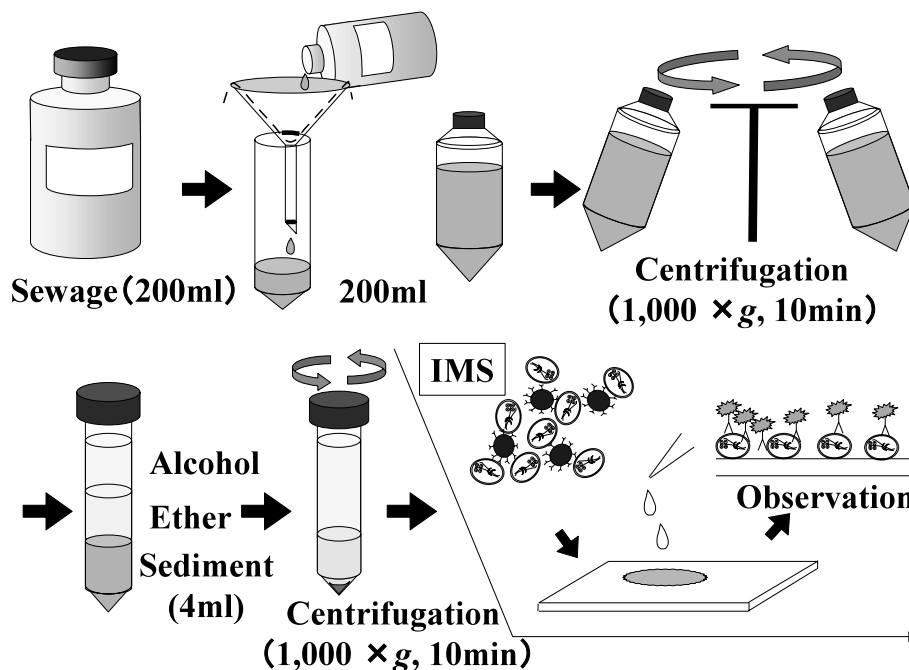 Sewage(200ml)
200ml
Centrifugation
(1,000 ×g, 10min)
Alcohol
Ether
Sediment
(4ml)
Centrifugation
(1,000 ×g, 10min)
IMS
Observation